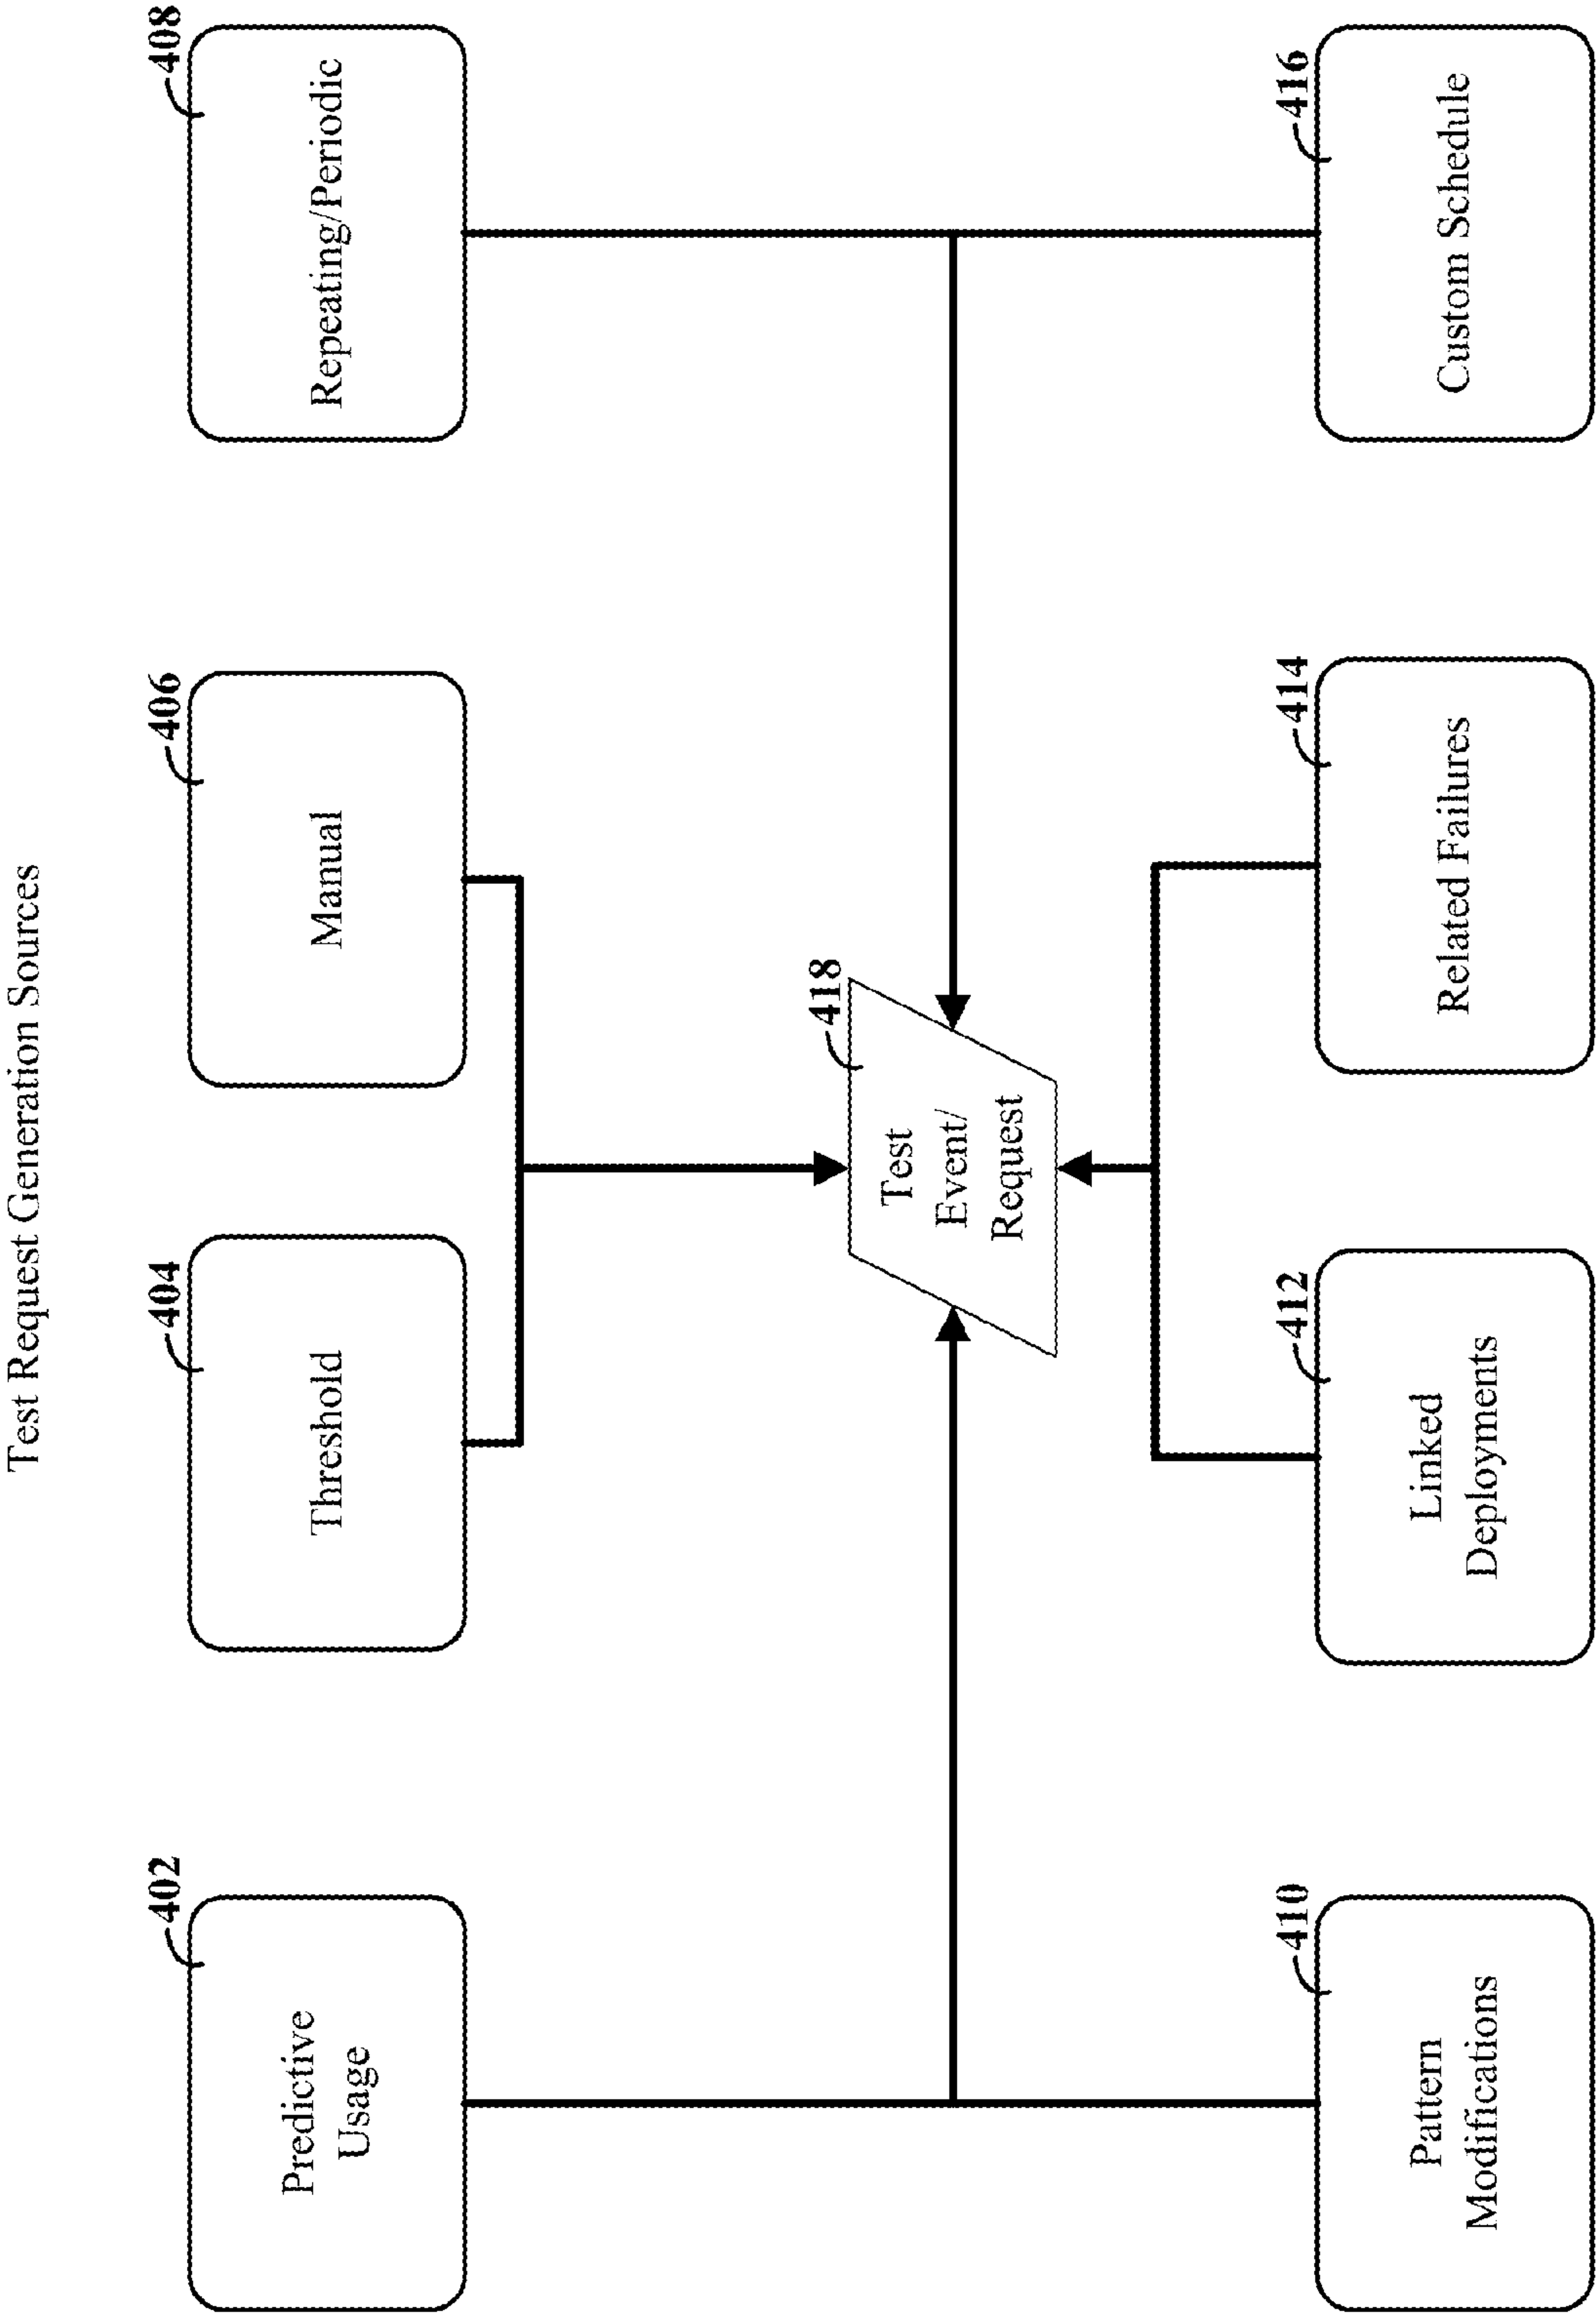 Test Request Generation Sources
402
Predictive
Usage
404
Threshold
406
Manual
408
Repeating/Periodic
418
Test
Event/
Request
410
Pattern
Modifications
412
Linked
Deployments
414
Related Failures
416
Custom Schedule